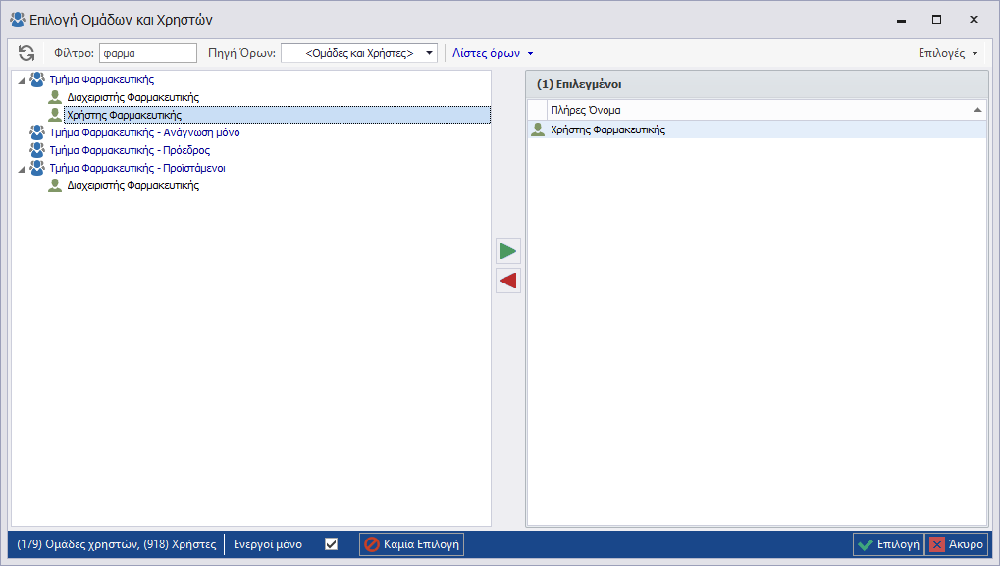 Επιλογή Ομάδων και Χρηστών
Φίλτρο: φαρμα Πηγή Όρων: <Ομάδες και Χρήστες> Λίστες όρων Επιλογές
Τμήμα Φαρμακευτικής
Διαχειριστής Φαρμακευτικής
Χρήστης Φαρμακευτικής
Τμήμα Φαρμακευτικής - Ανάγνωση μόνο
Τμήμα Φαρμακευτικής - Πρόεδρος
Τμήμα Φαρμακευτικής - Προϊστάμενοι
Διαχειριστής Φαρμακευτικής
(1) Επιλεγμένοι
Πλήρες Όνομα
Χρήστης Φαρμακευτικής
(179) Ομάδες χρηστών, (918) Χρήστες Ενεργοί μόνο Καμία Επιλογή Επιλογή Άκυρο